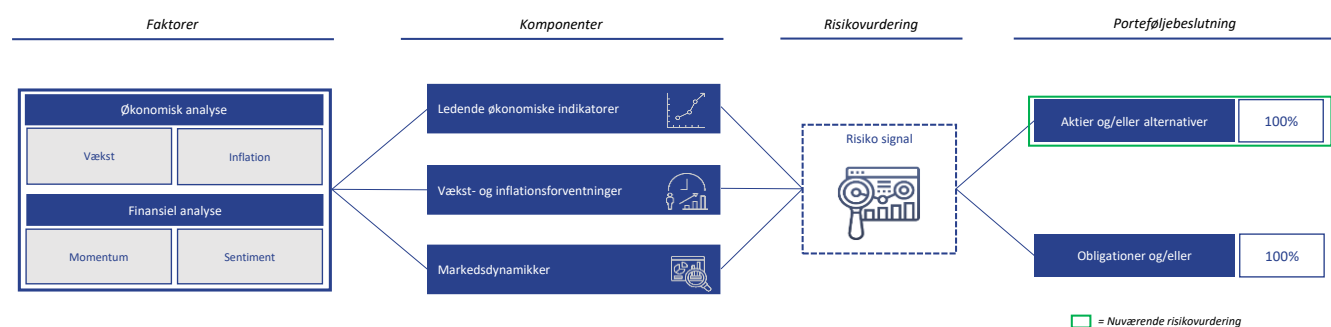 Faktorer
Komponenter
Risikovurdering
Porteføljebeslutning
Økonomisk analyse
Vækst
Inflation
Finansiel analyse
Momentum
Sentiment
Ledende økonomiske indikatorer
Vækst- og inflationsforventninger
Markedsdynamikker
Risiko signal
Aktier og/eller alternativer
100%
Obligationer og/eller
100%
= Nuværende risikovurdering